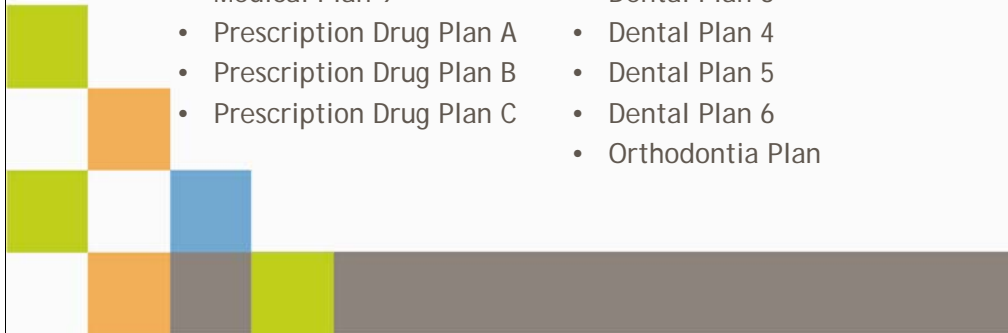 • Prescription Drug Plan A
• Prescription Drug Plan B
• Prescription Drug Plan C
• Dental Plan 4
• Dental Plan 5
• Dental Plan 6
• Orthodontia Plan